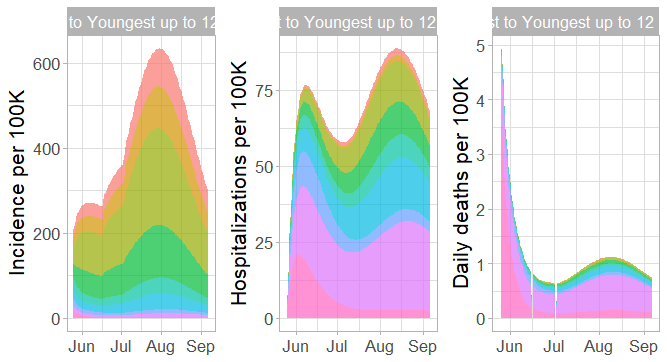 st to Youngest up to 12
st to Youngest up to 12
st to Youngest up to 12
Incidence per 100K
600
400
200
0
Jun Jul Aug Sep
Hospitalizations per 100K
75
50
25
0
Jun Jul Aug Sep
Daily deaths per 100K
5
4
3
2
1
0
Jun Jul Aug Sep